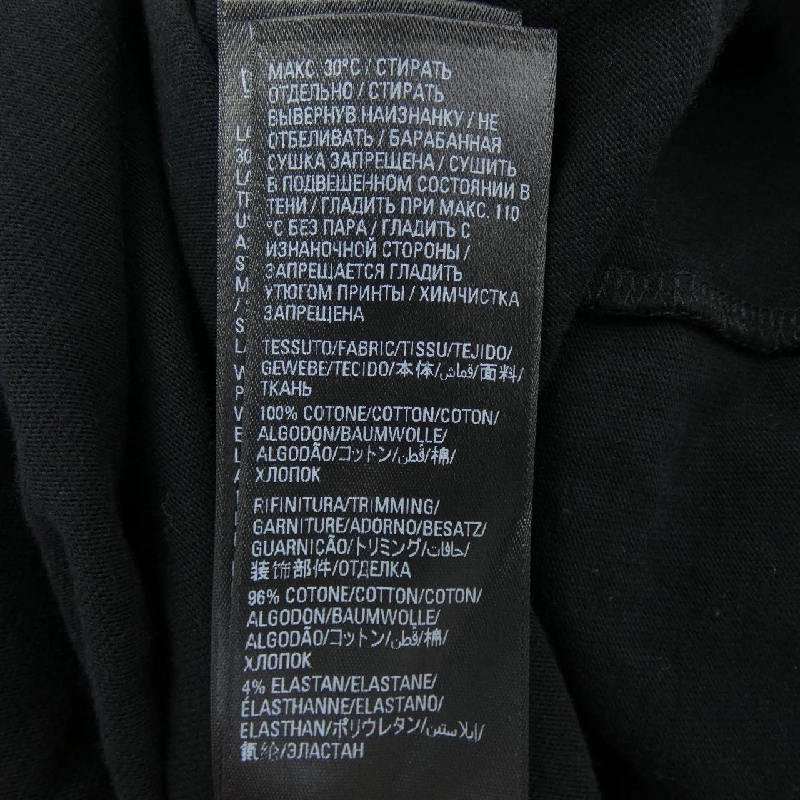 МАКС. 30°C / СТИРАТЬ
ОТДЕЛЬНО / СТИРАТЬ
ВЫВЕРНУВ НАИЗНАНКУ / НЕ
ОТБЕЛИВАТЬ / БАРАБАННАЯ
СУШКА ЗАПРЕЩЕНА / СУШИТЬ
В ПОДВЕШЕННОМ СОСТОЯНИИ В
ТЕНИ / ГЛАДИТЬ ПРИ МАКС. 110
°C БЕЗ ПАРА / ГЛАДИТЬ С
ИЗНАНОЧНОЙ СТОРОНЫ /
ЗАПРЕЩАЕТСЯ ГЛАДИТЬ
УТЮГОМ ПРИНТЫ / ХИМЧИСТКА
ЗАПРЕЩЕНА
TESSUTO/FABRIC/TISSU/TEJIDO/
GEWEBE/TECIDO/本体/قماش/面料/
ТКАНЬ
100% COTONE/COTTON/COTON/
ALGODON/BAUMWOLLE/
ALGODÃO/コットン/قطن/棉/
ХЛОПОК
RIFINITURA/TRIMMING/
GARNITURE/ADORNO/BESATZ/
GUARNIÇÃO/トリミング/حافات/
装饰部件/ОТДЕЛКА
96% COTONE/COTTON/COTON/
ALGODON/BAUMWOLLE/
ALGODÃO/コットン/قطن/棉/
ХЛОПОК
4% ELASTAN/ELASTANE/
ÉLASTHANNE/ELASTANO/
ELASTHAN/ポリウレタン/إيلاستين/
氨纶/ЭЛАСТАН